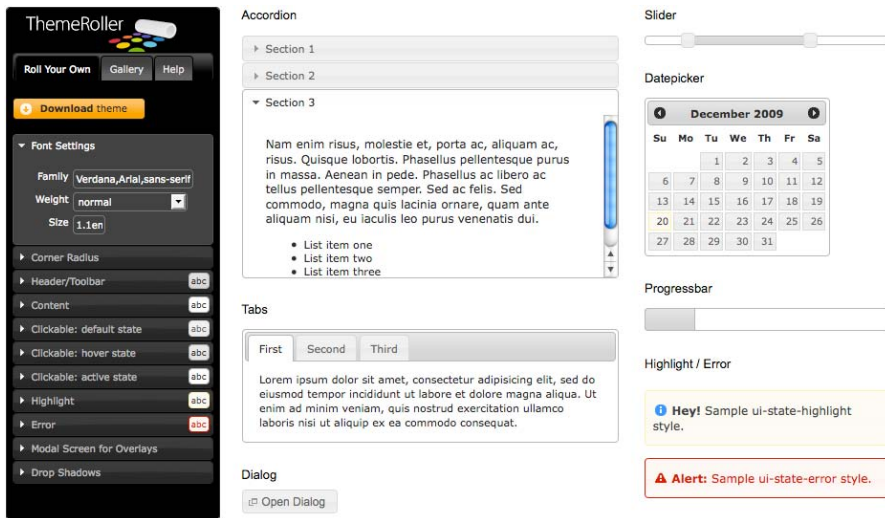 ThemeRoller
Roll Your Own
Gallery
Help
Download theme
Font Settings
Family Verdana,Arial,sans-serif
Weight normal
Size 1.1em
Corner Radius
Header/Toolbar abc
Content abc
Clickable: default state abc
Clickable: hover state abc
Clickable: active state abc
Highlight abc
Error abc
Modal Screen for Overlays
Drop Shadows
Accordion
Section 1
Section 2
Section 3
Nam enim risus, molestie et, porta ac, aliquam ac,
risus. Quisque lobortis. Phasellus pellentesque purus
in massa. Aenean in pede. Phasellus ac libero ac
tellus pellentesque semper. Sed ac felis. Sed
commodo, magna quis lacinia ornare, quam ante
aliquam nisi, eu iaculis leo purus venenatis dui.
List item one
List item two
List item three
Tabs
First Second Third
Lorem ipsum dolor sit amet, consectetur adipisicing elit, sed do
eiusmod tempor incididunt ut labore et dolore magna aliqua. Ut
enim ad minim veniam, quis nostrud exercitation ullamco
laboris nisi ut aliquip ex ea commodo consequat.
Dialog
Open Dialog
Slider
Datepicker
December 2009
Su Mo Tu We Th Fr Sa
1 2 3 4 5
6 7 8 9 10 11 12
13 14 15 16 17 18 19
20 21 22 23 24 25 26
27 28 29 30 31
Progressbar
Highlight / Error
Hey! Sample ui-state-highlight
style.
Alert: Sample ui-state-error style.